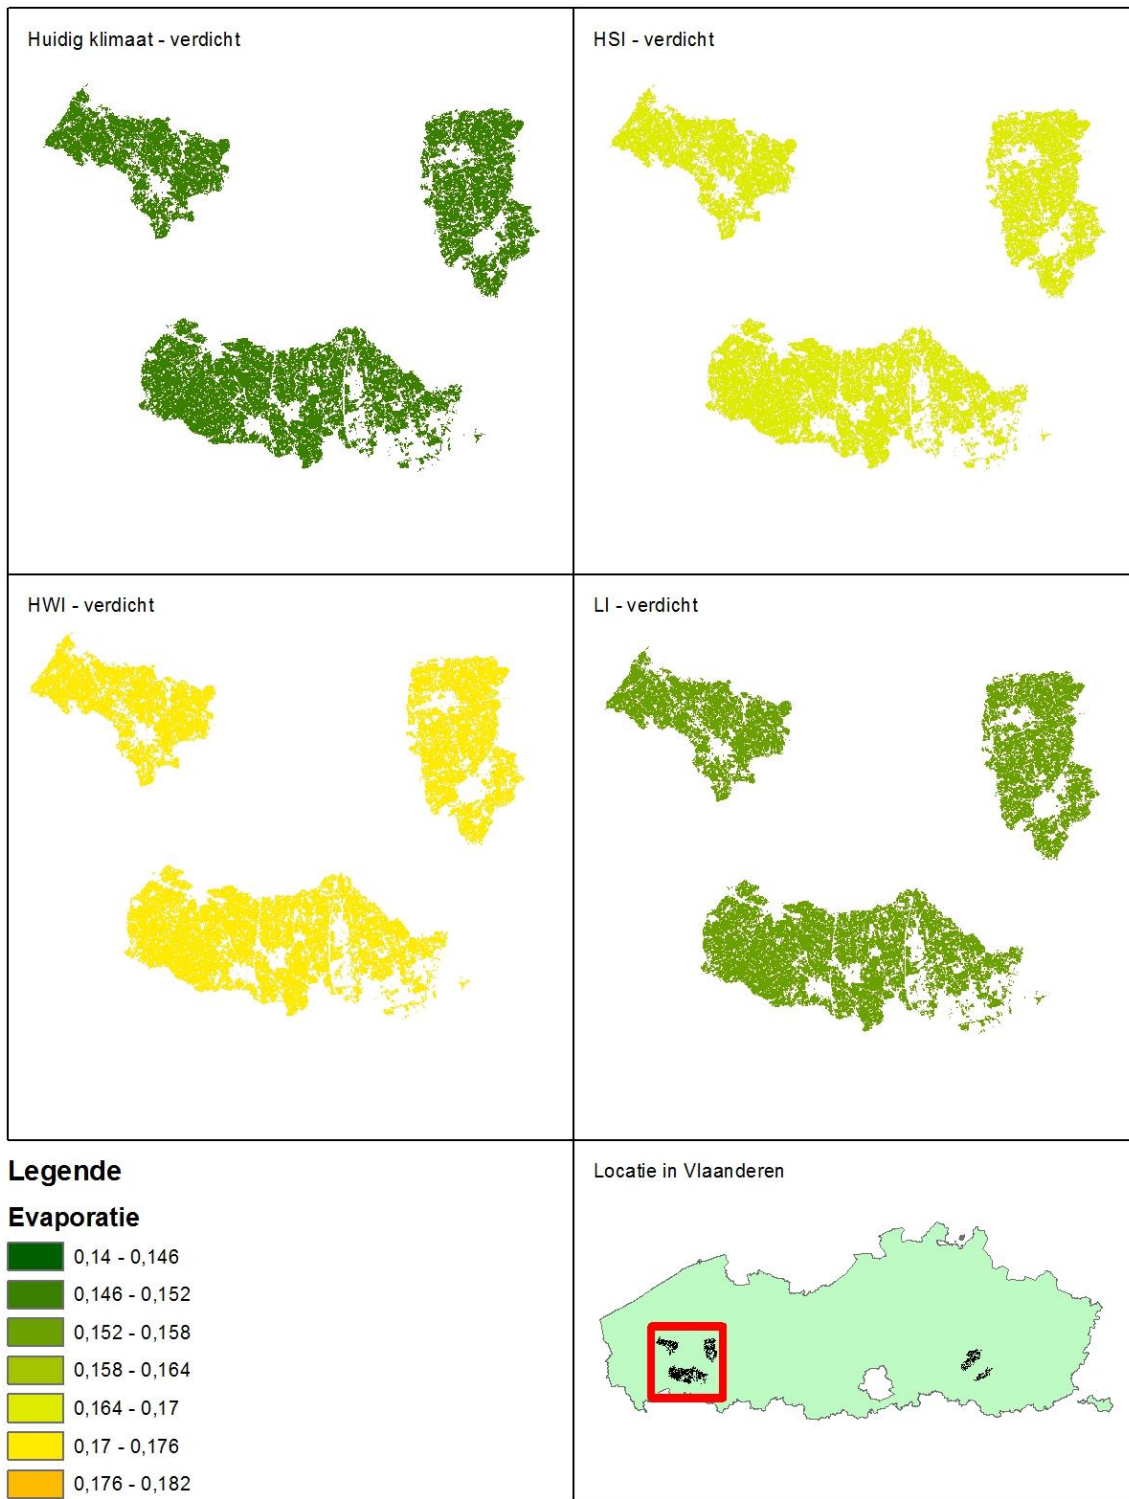 Huidig klimaat - verdicht
HSI - verdicht
HWI - verdicht
LI - verdicht
Legende
Evaporatie
0,14 - 0,146
0,146 - 0,152
0,152 - 0,158
0,158 - 0,164
0,164 - 0,17
0,17 - 0,176
0,176 - 0,182
Locatie in Vlaanderen